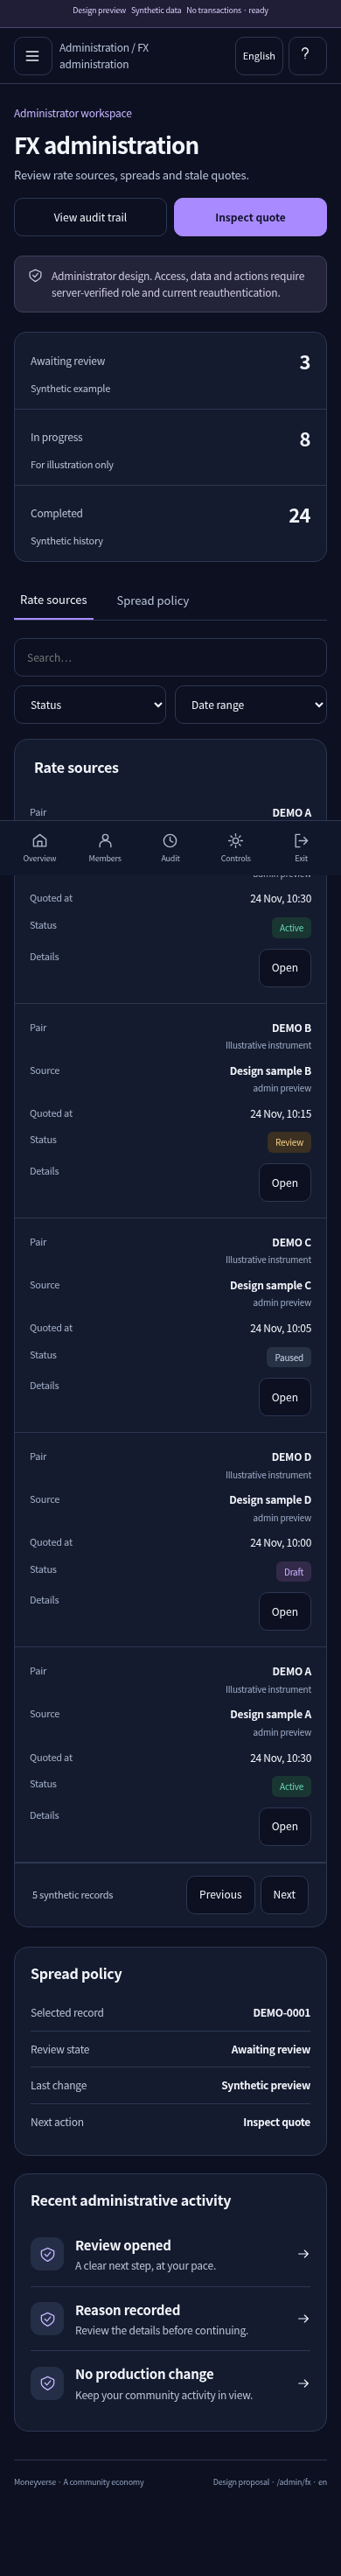 Design preview Synthetic data No transactions · ready
Administration / FX
administration
English
?
Administrator workspace
FX administration
Review rate sources, spreads and stale quotes.
View audit trail
Inspect quote
Administrator design. Access, data and actions require
server-verified role and current reauthentication.
Awaiting review
3
Synthetic example
In progress
8
For illustration only
Completed
24
Synthetic history
Rate sources
Spread policy
Search…
Status
Date range
Rate sources
Pair
DEMO A
Overview
Members
Audit
Controls
Exit
Quoted at
24 Nov, 10:30
Status
Active
Details
Open
Pair
DEMO B
Illustrative instrument
Source
Design sample B
admin preview
Quoted at
24 Nov, 10:15
Status
Review
Details
Open
Pair
DEMO C
Illustrative instrument
Source
Design sample C
admin preview
Quoted at
24 Nov, 10:05
Status
Paused
Details
Open
Pair
DEMO D
Illustrative instrument
Source
Design sample D
admin preview
Quoted at
24 Nov, 10:00
Status
Draft
Details
Open
Pair
DEMO A
Illustrative instrument
Source
Design sample A
admin preview
Quoted at
24 Nov, 10:30
Status
Active
Details
Open
5 synthetic records
Previous
Next
Spread policy
Selected record
DEMO-0001
Review state
Awaiting review
Last change
Synthetic preview
Next action
Inspect quote
Recent administrative activity
Review opened
A clear next step, at your pace.
Reason recorded
Review the details before continuing.
No production change
Keep your community activity in view.
Moneyverse · A community economy
Design proposal · /admin/fx · en